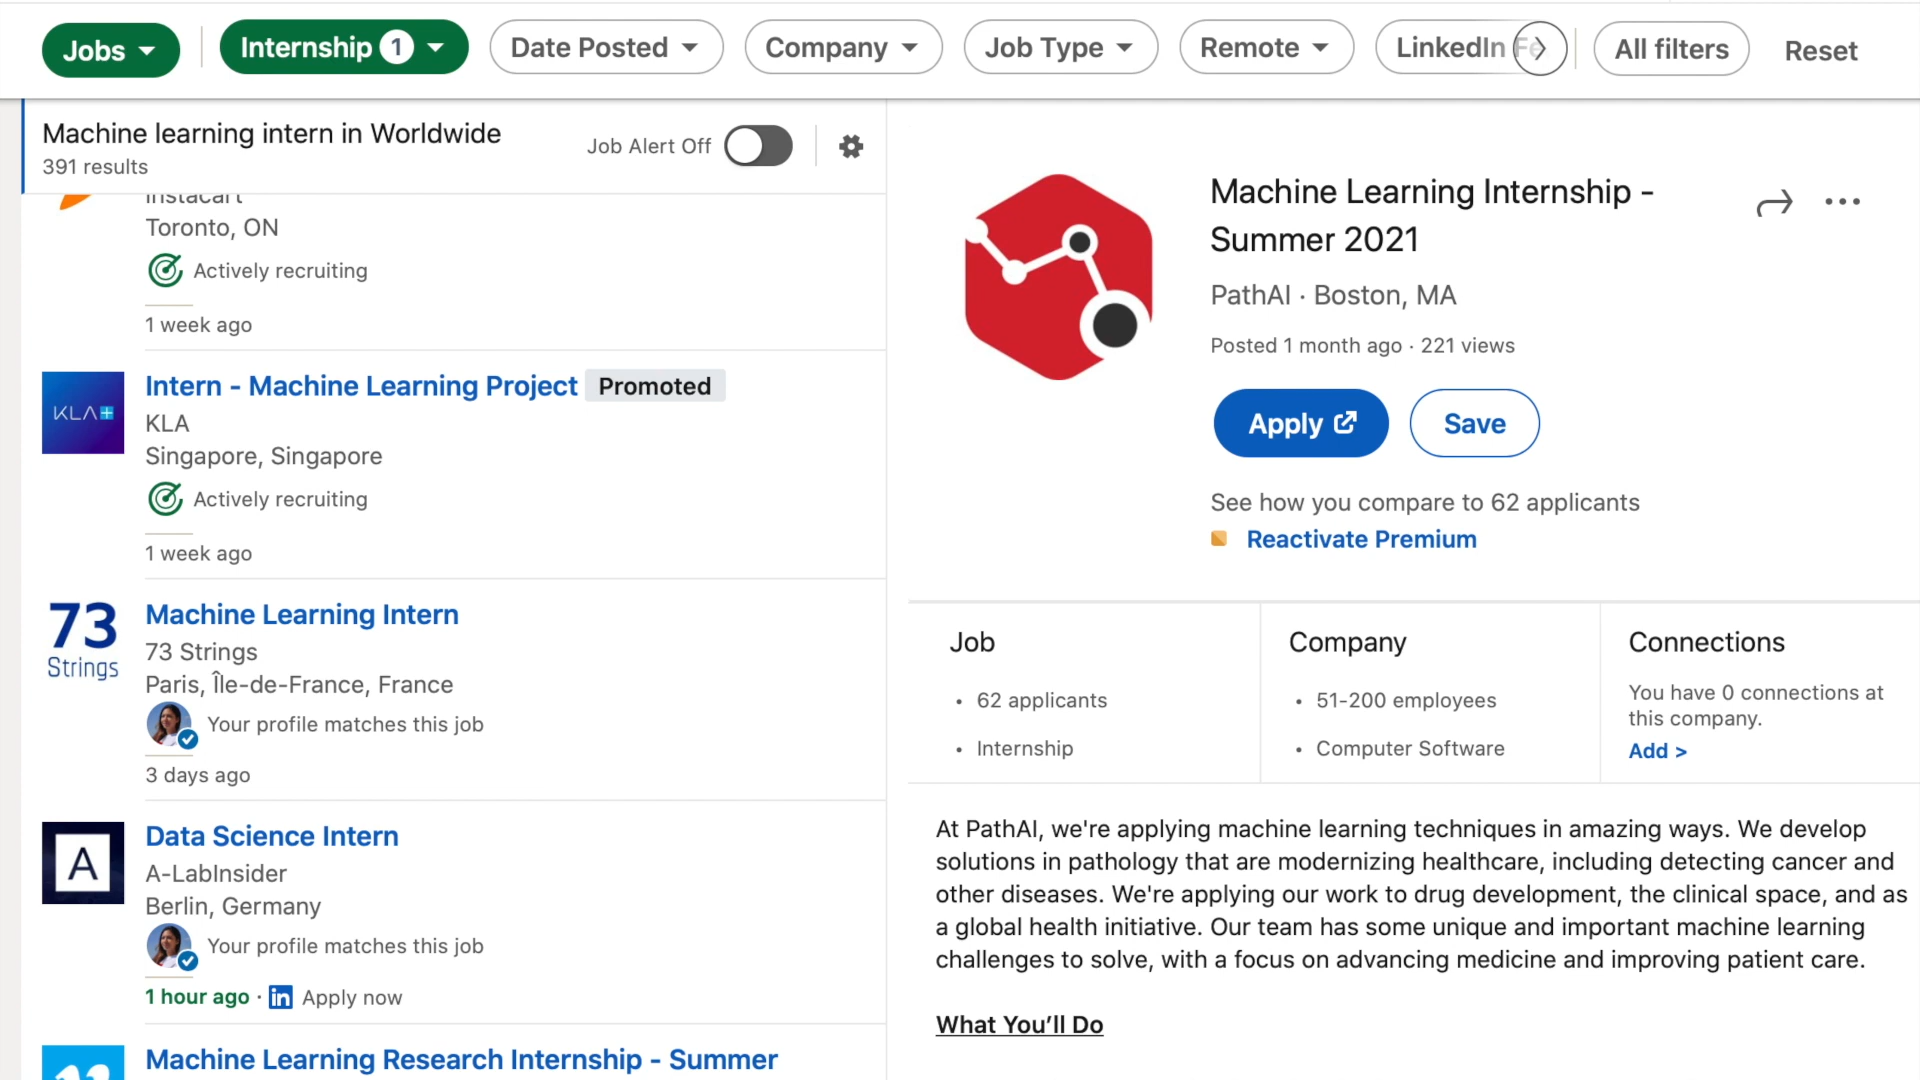 Jobs
Internship 1
Date Posted
Company
Job Type
Remote
LinkedIn Fe
All filters
Reset
Machine learning intern in Worldwide
391 results
Job Alert Off
Instacart
Toronto, ON
Actively recruiting
1 week ago
KLA+
Intern - Machine Learning Project Promoted
KLA
Singapore, Singapore
Actively recruiting
1 week ago
73
Strings
Machine Learning Intern
73 Strings
Paris, Île-de-France, France
Your profile matches this job
3 days ago
A
Data Science Intern
A-LabInsider
Berlin, Germany
Your profile matches this job
1 hour ago · in Apply now
Machine Learning Research Internship - Summer
Machine Learning Internship -
Summer 2021
PathAI · Boston, MA
Posted 1 month ago · 221 views
Apply
Save
See how you compare to 62 applicants
Reactivate Premium
Job
• 62 applicants
• Internship
Company
• 51-200 employees
• Computer Software
Connections
You have 0 connections at
this company.
Add >
At PathAI, we're applying machine learning techniques in amazing ways. We develop
solutions in pathology that are modernizing healthcare, including detecting cancer and
other diseases. We're applying our work to drug development, the clinical space, and as
a global health initiative. Our team has some unique and important machine learning
challenges to solve, with a focus on advancing medicine and improving patient care.
What You’ll Do